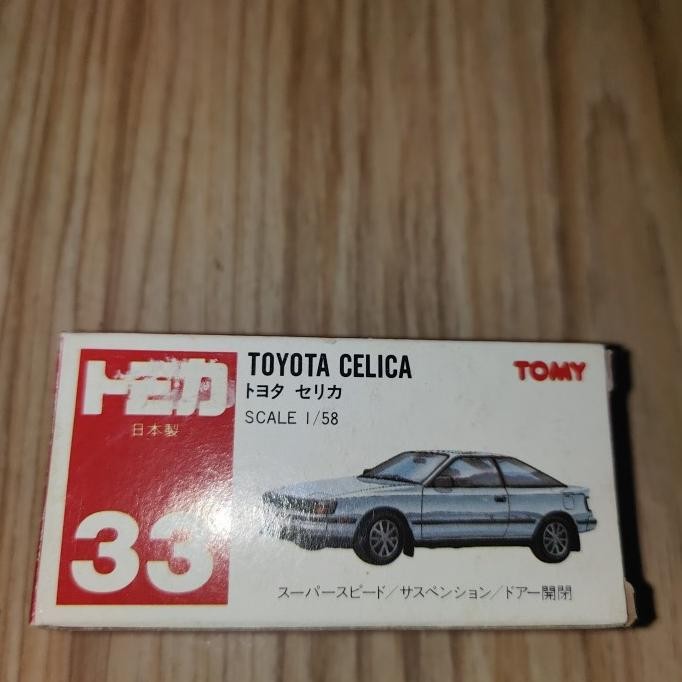 トミカ
日本製
33
TOYOTA CELICA
トヨタ セリカ
SCALE 1/58
TOMY
スーパースピード/サスペンション/ドアー開閉